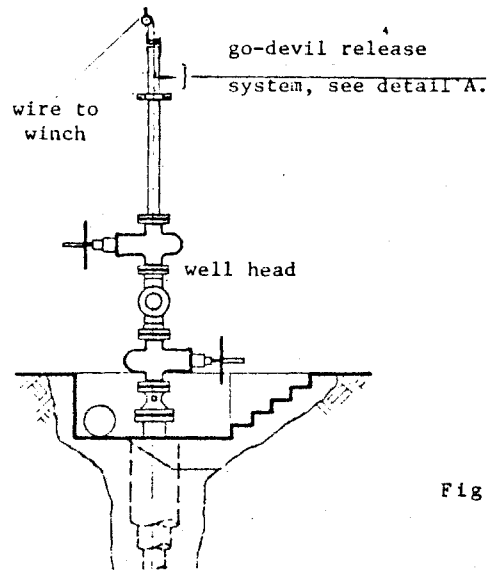 go-devil release
system, see detail A.
wire to
winch
well head
Fig